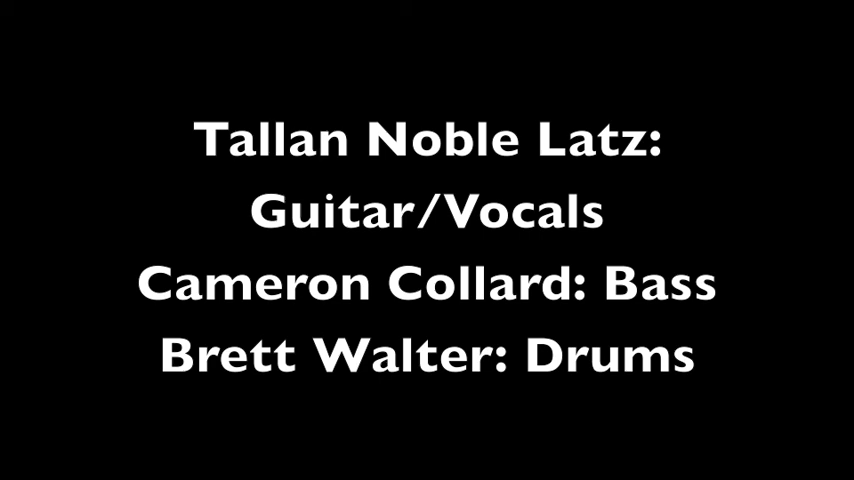 Tallan Noble Latz:
Guitar/Vocals
Cameron Collard: Bass
Brett Walter: Drums